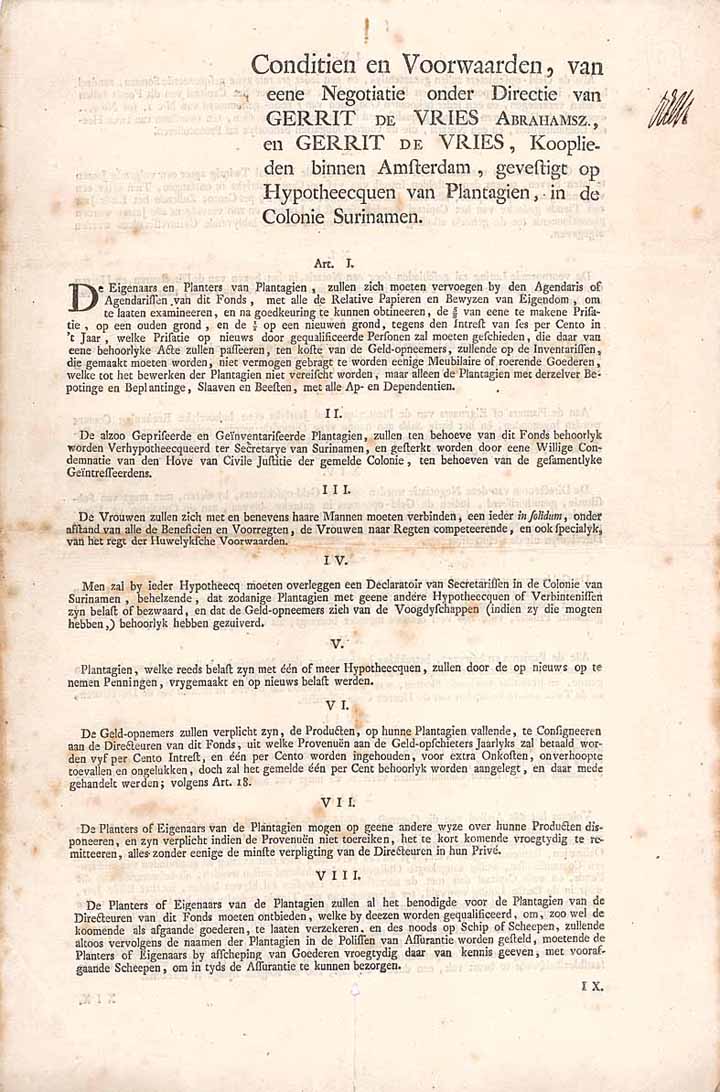 Conditien en Voorwaarden, van
eene Negotiatie onder Directie van
GERRIT DE VRIES ABRAHAMSZ.,
en GERRIT DE VRIES, Kooplie-
den binnen Amſterdam, geveſtigt op
Hypotheecquen van Plantagien, in de
Colonie Surinamen.
Art. I.
De Eigenaars en Planters van Plantagien, zullen zich moeten vervoegen by den Agendaris of
Agendariſſen van dit Fonds, met alle de Relative Papieren en Bewyzen van Eigendom, om
te laaten examineeren, en na goedkeuring te kunnen obtineeren, de ⅝ van eene te makene Priſa-
tie, op een ouden grond, en de op een nieuwen grond, tegens den Intreſt van ſes per Cento in
't Jaar, welke Priſatie op nieuws door gequalificeerde Perſonen zal moeten geſchieden, die daar van
eene behoorlyke Acte zullen paſſeeren, ten koſte van de Geld-opneemers, zullende op de Inventariſſen,
die gemaakt moeten worden, niet vermogen gebragt te worden eenige Meubilaire of roerende Goederen,
welke tot het bewerken der Plantagien niet vereiſcht worden, maar alleen de Plantagien met derzelver Be-
potinge en Beplantinge, Slaaven en Beeſten, met alle Ap- en Dependentien.
II.
De alzoo Gepriſeerde en Geïnventariſeerde Plantagien, zullen ten behoeve van dit Fonds behoorlyk
worden Verhypotheecqueerd ter Secretarye van Surinamen, en geſterkt worden door eene Willige Con-
demnatie van den Hove van Civile Juſtitie der gemelde Colonie, ten behoeven van de geſamentlyke
Geïntreſſeerdens.
III.
De Vrouwen zullen zich met en benevens haare Mannen moeten verbinden, een ieder in ſolidum, onder
afſtand van alle de Beneficien en Voorregten, de Vrouwen naar Regten competeerende, en ook ſpecialyk,
van het regt der Huwelykſche Voorwaarden.
IV.
Men zal by ieder Hypotheecq moeten overleggen een Declaratoir van Secretariſſen in de Colonie van
Surinamen, behelzende, dat zodanige Plantagien met geene andere Hypotheecquen of Verbinteniſſen
zyn belaſt of bezwaard, en dat de Geld-opneemers zich van de Voogdyſchappen (indien zy die mogten
hebben,) behoorlyk hebben gezuiverd.
V.
Plantagien, welke reeds belaſt zyn met één of meer Hypotheecquen, zullen door de op nieuws op te
nemen Penningen, vrygemaakt en op nieuws belaſt werden.
VI.
De Geld-opnemers zullen verplicht zyn, de Producten, op hunne Plantagien vallende, te Conſigneeren
aan de Directeuren van dit Fonds, uit welke Provenuën aan de Geld-opſchieters Jaarlyks zal betaald wor-
den vyf per Cento Intreſt, en één per Cento worden ingehouden, voor extra Onkoſten, onverhoopte
toevallen en ongelukken, doch zal het gemelde één per Cent behoorlyk worden aangelegt, en daar mede
gehandelt werden; volgens Art. 18.
VII.
De Planters of Eigenaars van de Plantagien mogen op geene andere wyze over hunne Producten diſ-
poneeren, en zyn verplicht indien de Provenuën niet toereiken, het te kort komende vroegtydig te re-
mitteeren, alles zonder eenige de minſte verpligting van de Directeuren in hun Privé.
VIII.
De Planters of Eigenaars van de Plantagien zullen al het benodigde voor de Plantagien van de
Directeuren van dit Fonds moeten ontbieden, welke by deezen worden gequalificeerd, om, zoo wel de
koomende als afgaande goederen, te laaten verzekeren, en des noods op Schip of Scheepen, zullende
altoos vervolgens de naamen der Plantagien in de Poliſſen van Aſſurantie worden geſteld, moetende de
Planters of Eigenaars by afſcheping van Goederen vroegtydig daar van kennis geeven, met vooraf-
gaande Scheepen, om in tyds de Aſſurantie te kunnen bezorgen.
IX.